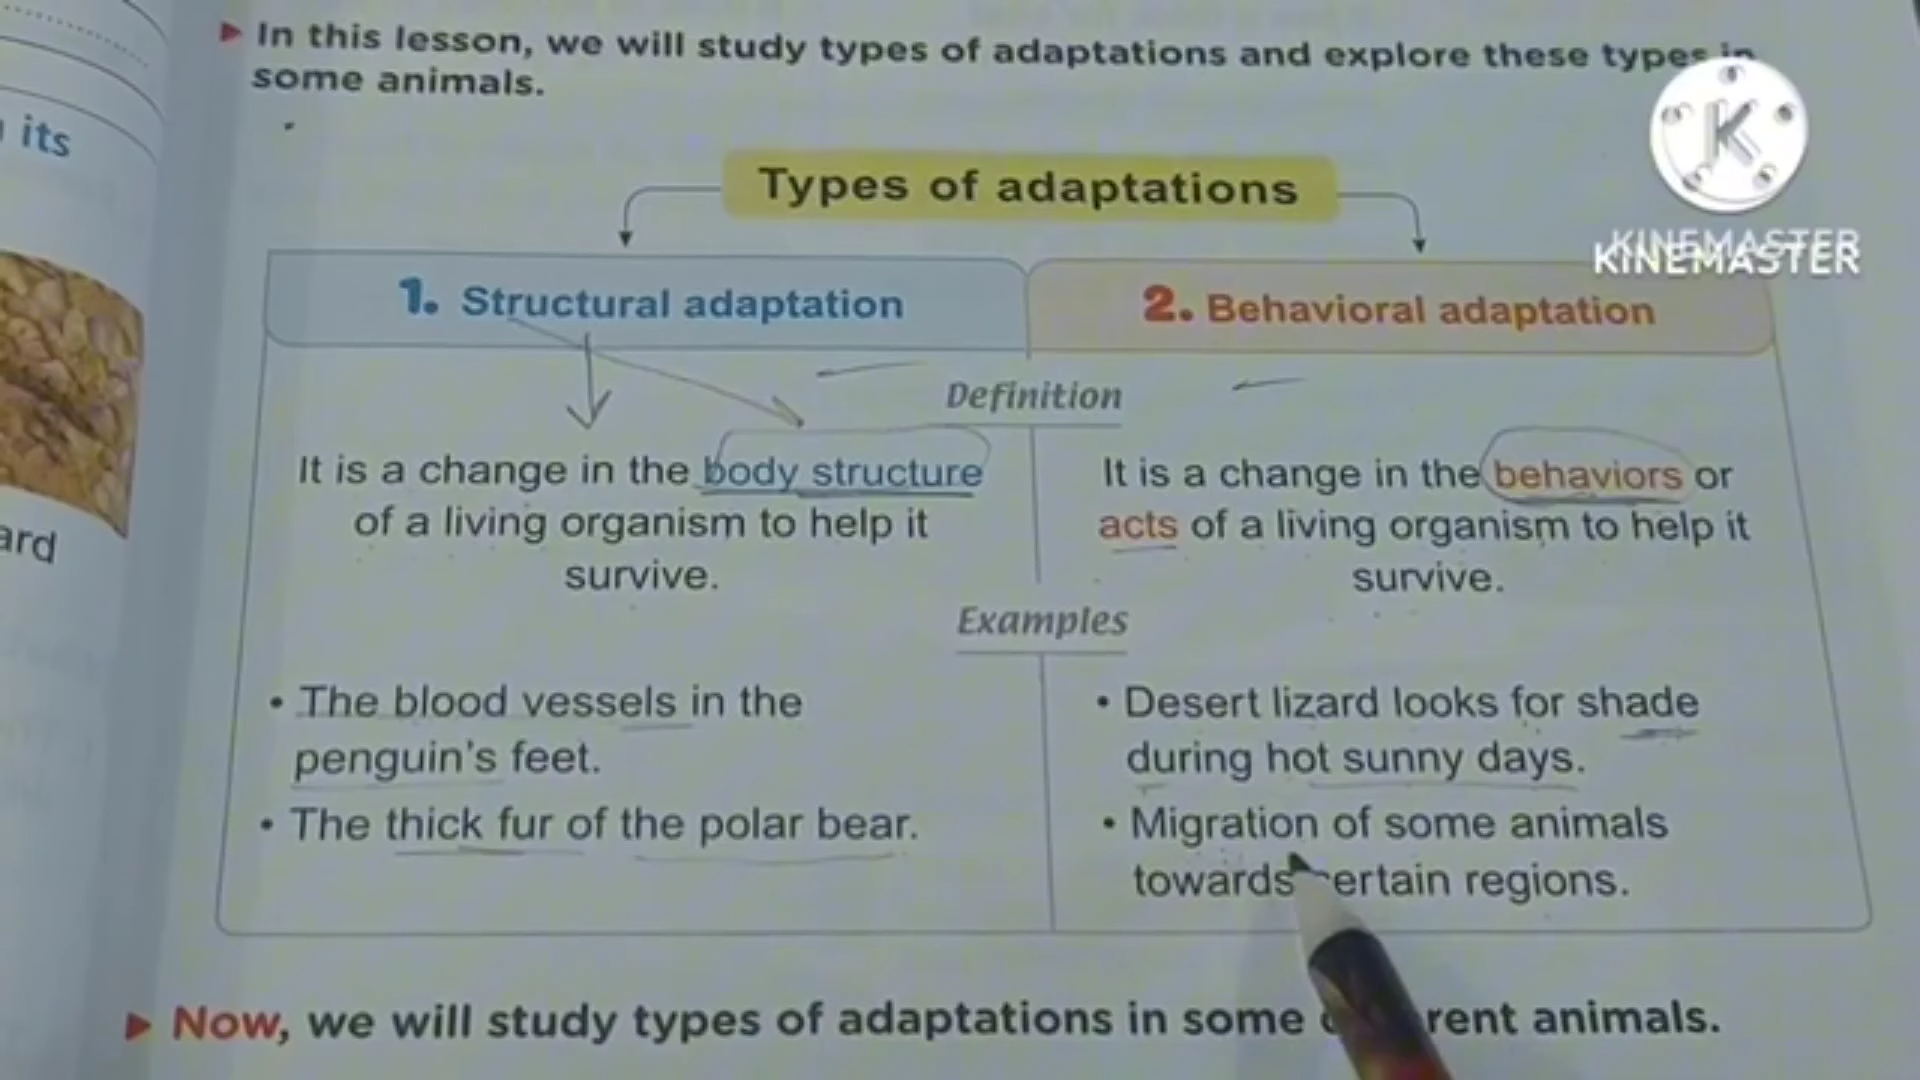 In this lesson, we will study types of adaptations and explore these types in
some animals.
its
K
KINEMASTER
KINEMASTER
Types of adaptations
1. Structural adaptation
2. Behavioral adaptation
Definition
It is a change in the body structure
of a living organism to help it
survive.
It is a change in the behaviors or
acts of a living organism to help it
survive.
Examples
• The blood vessels in the
penguin's feet.
• The thick fur of the polar bear.
• Desert lizard looks for shade
during hot sunny days.
• Migration of some animals
towards certain regions.
Now, we will study types of adaptations in some different animals.